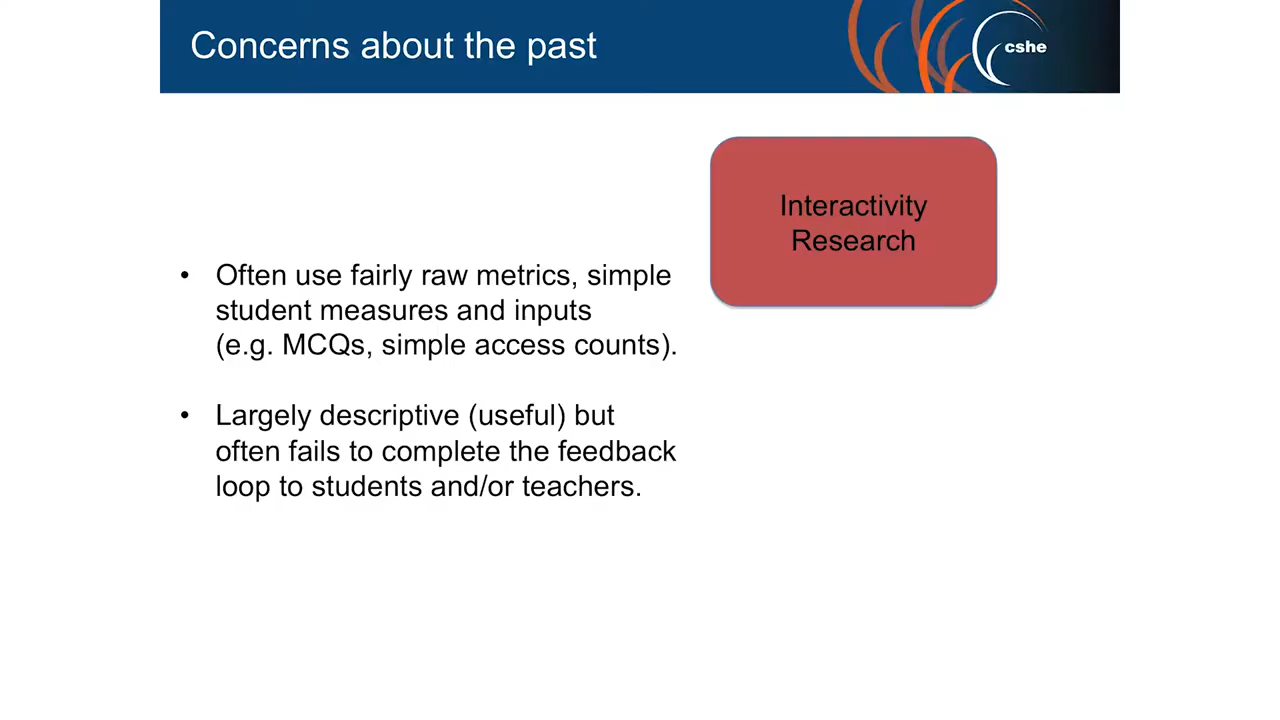 Concerns about the past
cshe
Interactivity
Research
• Often use fairly raw metrics, simple
student measures and inputs
(e.g. MCQs, simple access counts).
• Largely descriptive (useful) but
often fails to complete the feedback
loop to students and/or teachers.